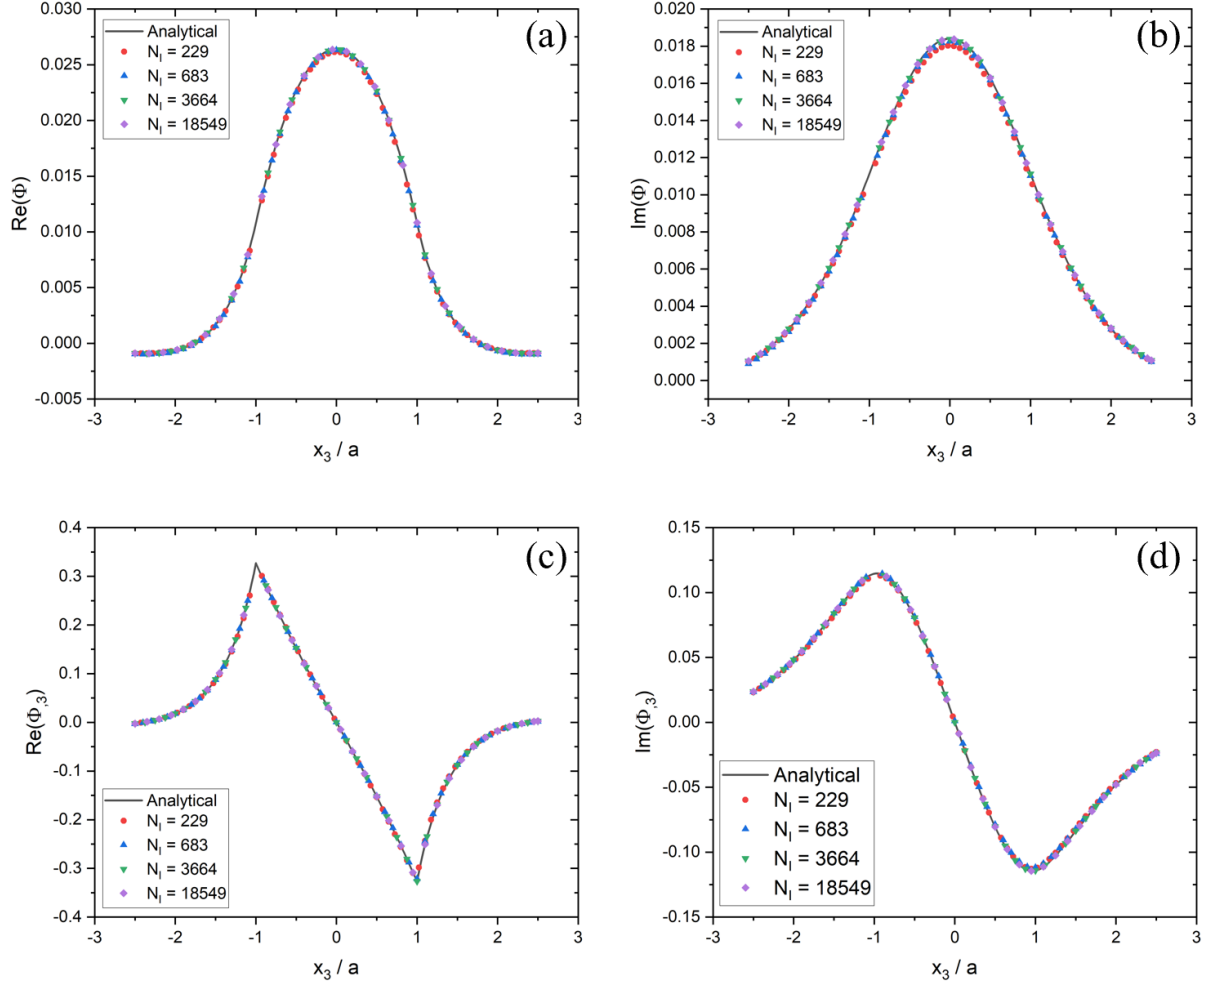 (a)
Analytical
N_I = 229
N_I = 683
N_I = 3664
N_I = 18549
0.030
0.025
0.020
0.015
0.010
0.005
0.000
-0.005
Re(Φ)
-3 -2 -1 0 1 2 3
x_3 / a
(b)
Analytical
N_I = 229
N_I = 683
N_I = 3664
N_I = 18549
0.020
0.018
0.016
0.014
0.012
0.010
0.008
0.006
0.004
0.002
0.000
Im(Φ)
-3 -2 -1 0 1 2 3
x_3 / a
(c)
0.4
0.3
0.2
0.1
0.0
-0.1
-0.2
-0.3
-0.4
Re(Φ_,3)
Analytical
N_I = 229
N_I = 683
N_I = 3664
N_I = 18549
-3 -2 -1 0 1 2 3
x_3 / a
(d)
0.15
0.10
0.05
0.00
-0.05
-0.10
-0.15
Im(Φ_,3)
Analytical
N_I = 229
N_I = 683
N_I = 3664
N_I = 18549
-3 -2 -1 0 1 2 3
x_3 / a